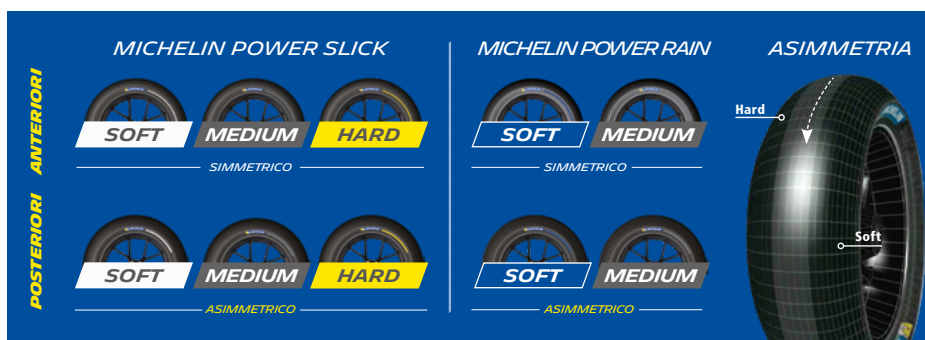 MICHELIN POWER SLICK
MICHELIN POWER RAIN
ASIMMETRIA
ANTERIORI
SOFT MEDIUM HARD
SIMMETRICO
SOFT MEDIUM
SIMMETRICO
POSTERIORI
SOFT MEDIUM HARD
ASIMMETRICO
SOFT MEDIUM
ASIMMETRICO
Hard
Soft